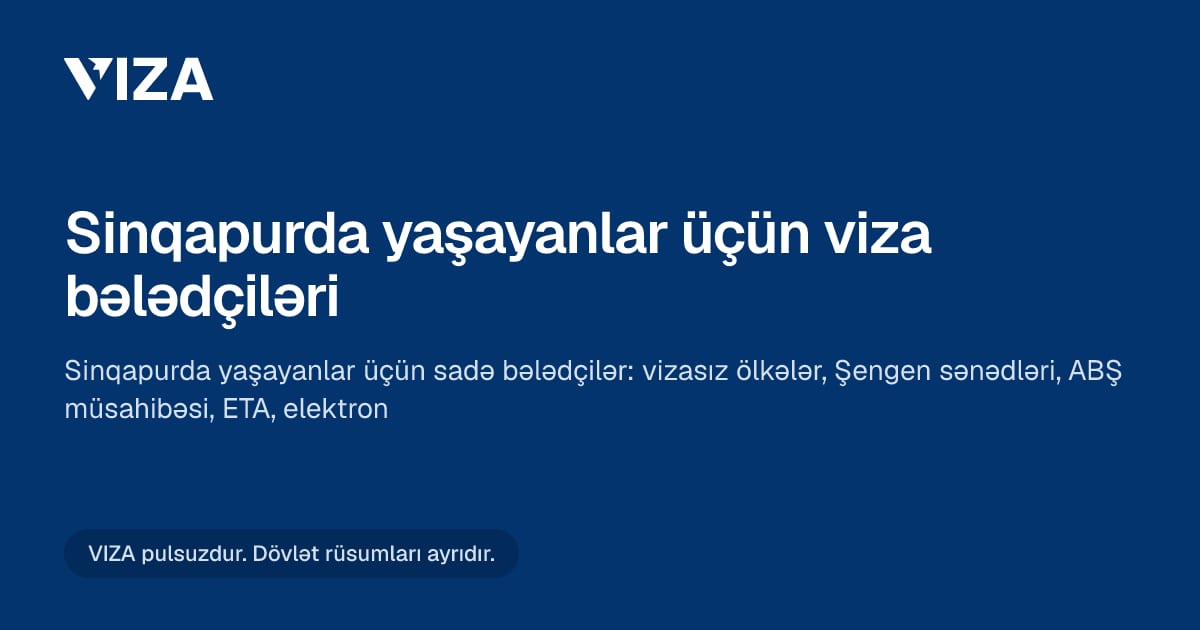 VIZA
Sinqapurda yaşayanlar üçün viza
bələdçiləri
Sinqapurda yaşayanlar üçün sadə bələdçilər: vizasız ölkələr, Şengen sənədləri, ABŞ
müsahibəsi, ETA, elektron
VIZA pulsuzdur. Dövlət rüsumları ayrıdır.